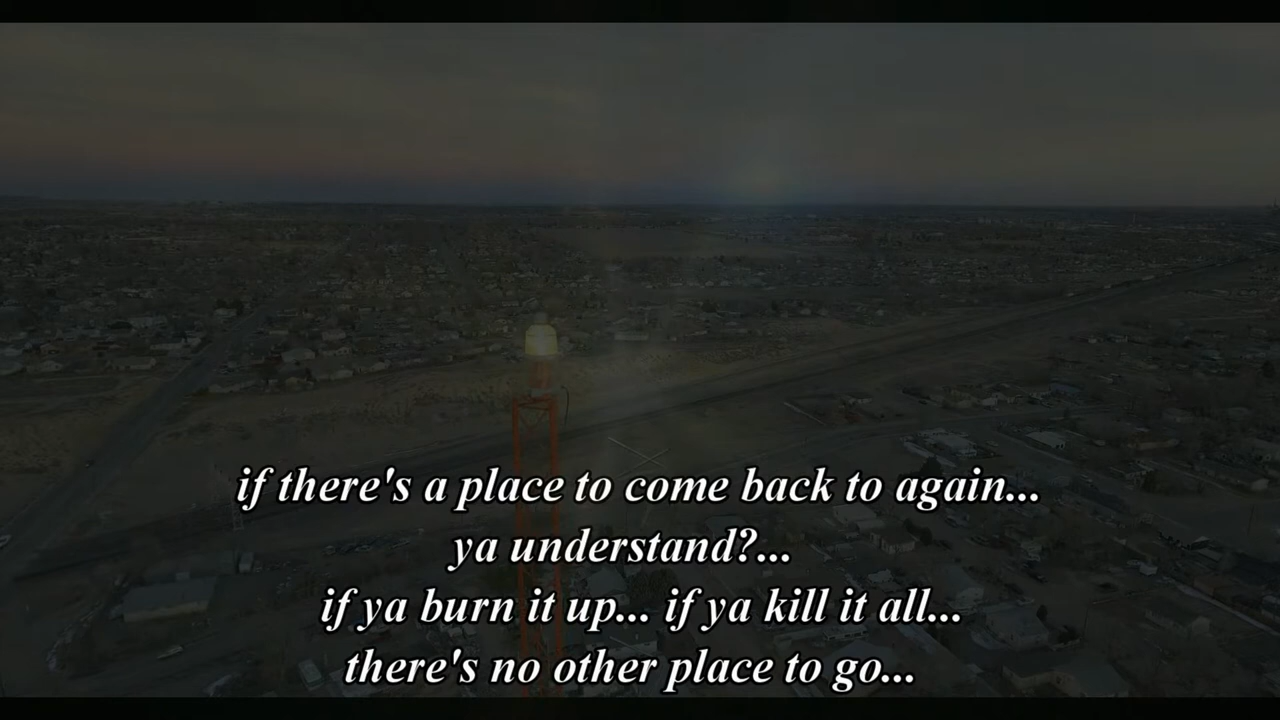 if there's a place to come back to again...
ya understand?...
if ya burn it up... if ya kill it all...
there's no other place to go...